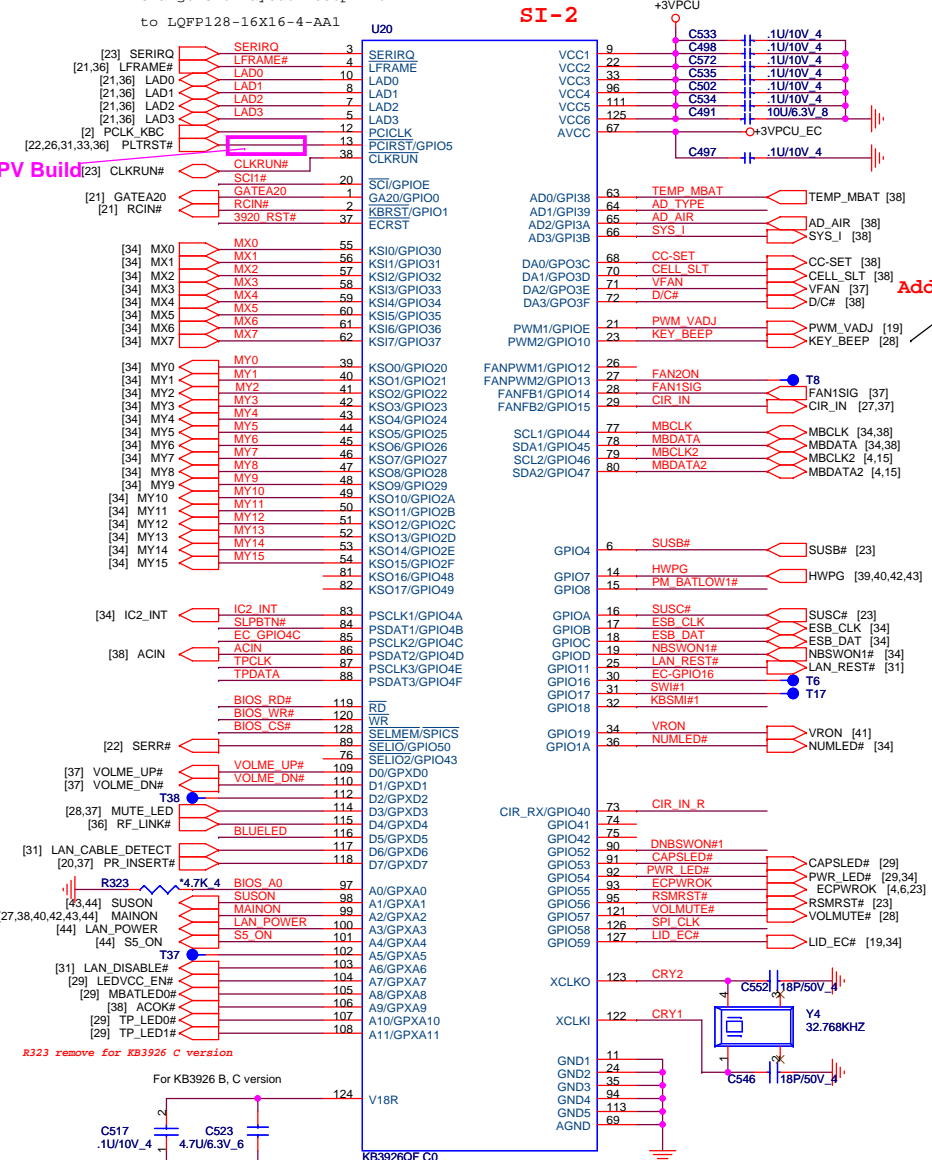 to LQFP128-16X16-4-AA1
SI-2
+3VPCU
U20
[23] SERIRQ SERIRQ 3 SERIRQ
[21,36] LFRAME# LFRAME# 4 LFRAME
[21,36] LAD0 LAD0 10 LAD0
[21,36] LAD1 LAD1 8 LAD1
[21,36] LAD2 LAD2 7 LAD2
[21,36] LAD3 LAD3 5 LAD3
[2] PCLK_KBC 12 PCICLK
[22,26,31,33,36] PLTRST# 13 PCIRST/GPIO5
PV Build
[23] CLKRUN# CLKRUN# 38 CLKRUN
SCI1# 20 SCI/GPIOE
[21] GATEA20 GATEA20 1 GA20/GPIO0
[21] RCIN# RCIN# 2 KBRST/GPIO1
3920_RST# 37 ECRST
[34] MX0 MX0 55 KSI0/GPIO30
[34] MX1 MX1 56 KSI1/GPIO31
[34] MX2 MX2 57 KSI2/GPIO32
[34] MX3 MX3 58 KSI3/GPIO33
[34] MX4 MX4 59 KSI4/GPIO34
[34] MX5 MX5 60 KSI5/GPIO35
[34] MX6 MX6 61 KSI6/GPIO36
[34] MX7 MX7 62 KSI7/GPIO37
[34] MY0 MY0 39 KSO0/GPIO20
[34] MY1 MY1 40 KSO1/GPIO21
[34] MY2 MY2 41 KSO2/GPIO22
[34] MY3 MY3 42 KSO3/GPIO23
[34] MY4 MY4 43 KSO4/GPIO24
[34] MY5 MY5 44 KSO5/GPIO25
[34] MY6 MY6 45 KSO6/GPIO26
[34] MY7 MY7 46 KSO7/GPIO27
[34] MY8 MY8 47 KSO8/GPIO28
[34] MY9 MY9 48 KSO9/GPIO29
[34] MY10 MY10 49 KSO10/GPIO2A
[34] MY11 MY11 50 KSO11/GPIO2B
[34] MY12 MY12 51 KSO12/GPIO2C
[34] MY13 MY13 52 KSO13/GPIO2D
[34] MY14 MY14 53 KSO14/GPIO2E
[34] MY15 MY15 54 KSO15/GPIO2F
81 KSO16/GPIO48
82 KSO17/GPIO49
[34] IC2_INT IC2_INT 83 PSCLK1/GPIO4A
SLPBTN# 84 PSDAT1/GPIO4B
EC_GPIO4C 85 PSCLK2/GPIO4C
[38] ACIN ACIN 86 PSDAT2/GPIO4D
TPCLK 87 PSCLK3/GPIO4E
TPDATA 88 PSDAT3/GPIO4F
BIOS_RD# 119 RD
BIOS_WR# 120 WR
BIOS_CS# 128 SELMEM/SPICS
[22] SERR# 89 SELIO/GPIO50
76 SELIO2/GPIO43
[37] VOLME_UP# VOLME_UP# 109 D0/GPXD0
[37] VOLME_DN# VOLME_DN# 110 D1/GPXD1
T38 112 D2/GPXD2
[28,37] MUTE_LED 114 D3/GPXD3
[36] RF_LINK# 115 D4/GPXD4
BLUELED 116 D5/GPXD5
[31] LAN_CABLE_DETECT 117 D6/GPXD6
[20,37] PR_INSERT# 118 D7/GPXD7
R323 *4.7K_4 BIOS_A0 97 A0/GPXA0
[43,44] SUSON SUSON 98 A1/GPXA1
[27,38,40,42,43,44] MAINON MAINON 99 A2/GPXA2
[44] LAN_POWER LAN_POWER 100 A3/GPXA3
[44] S5_ON S5_ON 101 A4/GPXA4
T37 102 A5/GPXA5
[31] LAN_DISABLE# 103 A6/GPXA6
[29] LEDVCC_EN# 104 A7/GPXA7
[29] MBATLED0# 105 A8/GPXA8
[38] ACOK# 106 A9/GPXA9
[29] TP_LED0# 107 A10/GPXA10
[29] TP_LED1# 108 A11/GPXA11
R323 remove for KB3926 C version
For KB3926 B, C version
124 V18R
2
1
C517
.1U/10V_4
C523
4.7U/6.3V_6
KB3926QF C0
VCC1 9 C533 .1U/10V_4
VCC2 22 C498 .1U/10V_4
VCC3 33 C572 .1U/10V_4
VCC4 96 C535 .1U/10V_4
VCC5 111 C502 .1U/10V_4
VCC6 125 C534 .1U/10V_4
C491 10U/6.3V_8
AVCC 67 +3VPCU_EC
C497 .1U/10V_4
AD0/GPI38 63 TEMP_MBAT TEMP_MBAT [38]
AD1/GPI39 64 AD_TYPE
AD2/GPI3A 65 AD_AIR AD_AIR [38]
AD3/GPI3B 66 SYS_I SYS_I [38]
DA0/GPO3C 68 CC-SET CC-SET [38]
DA1/GPO3D 70 CELL_SLT CELL_SLT [38]
DA2/GPO3E 71 VFAN VFAN [37]
DA3/GPO3F 72 D/C# D/C# [38]
Add
PWM1/GPIOE 21 PWM_VADJ PWM_VADJ [19]
PWM2/GPIO10 23 KEY_BEEP KEY_BEEP [28]
FANPWM1/GPIO12 26
FANPWM2/GPIO13 27 FAN2ON T8
FANFB1/GPIO14 28 FAN1SIG FAN1SIG [37]
FANFB2/GPIO15 29 CIR_IN CIR_IN [27,37]
SCL1/GPIO44 77 MBCLK MBCLK [34,38]
SDA1/GPIO45 78 MBDATA MBDATA [34,38]
SCL2/GPIO46 79 MBCLK2 MBCLK2 [4,15]
SDA2/GPIO47 80 MBDATA2 MBDATA2 [4,15]
GPIO4 6 SUSB# SUSB# [23]
GPIO7 14 HWPG HWPG [39,40,42,43]
GPIO8 15 PM_BATLOW1#
GPIOA 16 SUSC# SUSC# [23]
GPIOB 17 ESB_CLK ESB_CLK [34]
GPIOC 18 ESB_DAT ESB_DAT [34]
GPIOD 19 NBSWON1# NBSWON1# [34]
GPIO11 25 LAN_REST# LAN_REST# [31]
GPIO16 30 EC-GPIO16 T6
GPIO17 31 SWI#1 T17
GPIO18 32 KBSMI#1
GPIO19 34 VRON VRON [41]
GPIO1A 36 NUMLED# NUMLED# [34]
CIR_RX/GPIO40 73 CIR_IN_R
GPIO41 74
GPIO42 75
GPIO52 90 DNBSWON#1
GPIO53 91 CAPSLED# CAPSLED# [29]
GPIO54 92 PWR_LED# PWR_LED# [29,34]
GPIO55 93 ECPWROK ECPWROK [4,6,23]
GPIO56 95 RSMRST# RSMRST# [23]
GPIO57 121 VOLMUTE# VOLMUTE# [28]
GPIO58 126 SPI_CLK
GPIO59 127 LID_EC# LID_EC# [19,34]
XCLKO 123 CRY2 C552 18P/50V_4
4 3
Y4
32.768KHZ
XCLKI 122 CRY1
1 2
C546 18P/50V_4
GND1 11
GND2 24
GND3 35
GND4 94
GND5 113
AGND 69